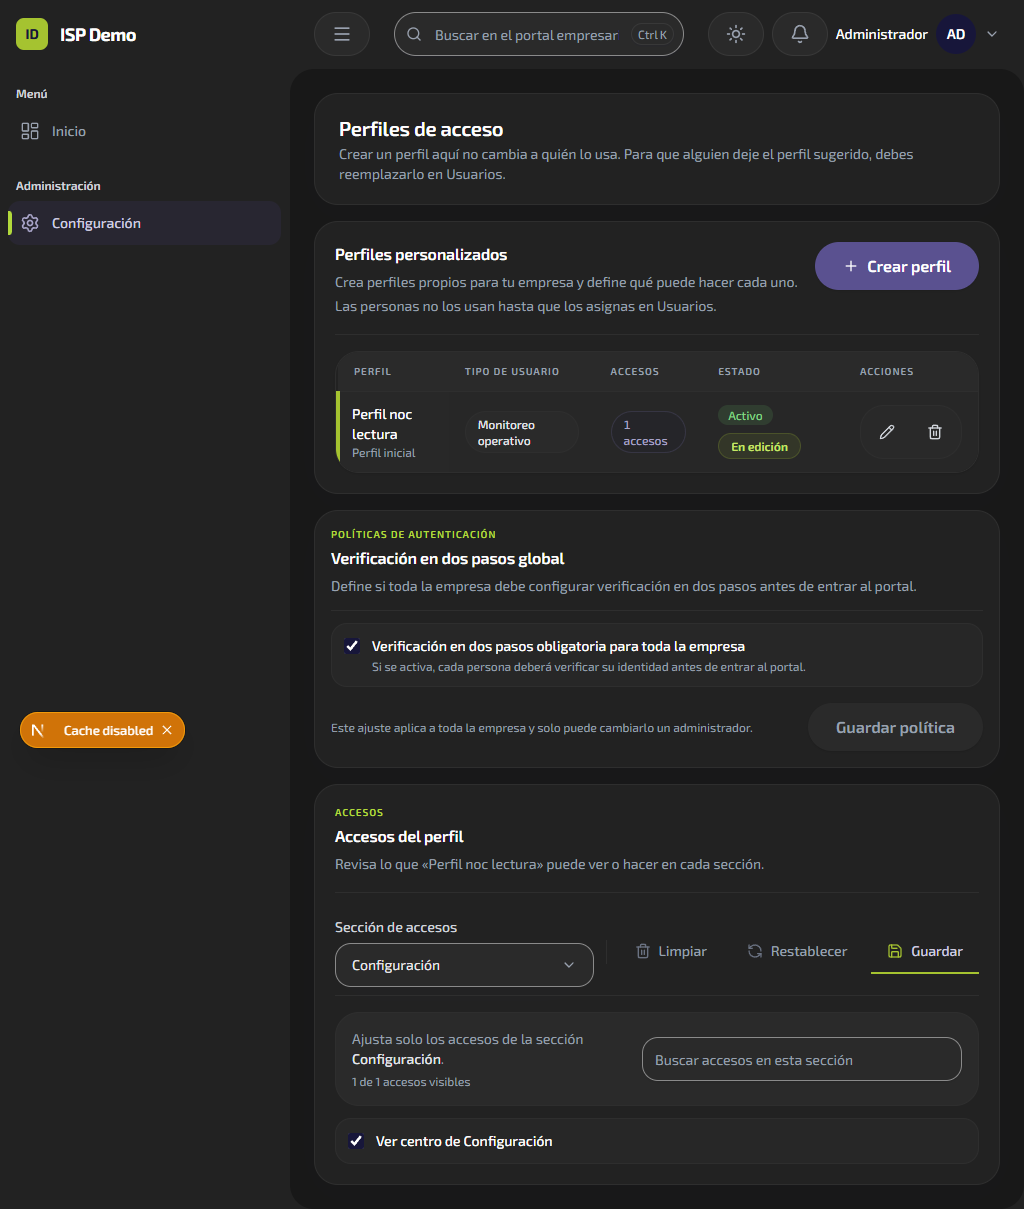 ID
ISP Demo
Buscar en el portal empresar
Ctrl K
Administrador
AD
Menú
Inicio
Administración
Configuración
Perfiles de acceso
Crear un perfil aquí no cambia a quién lo usa. Para que alguien deje el perfil sugerido, debes
reemplazarlo en Usuarios.
Perfiles personalizados
Crea perfiles propios para tu empresa y define qué puede hacer cada uno.
Las personas no los usan hasta que los asignas en Usuarios.
Crear perfil
PERFIL
TIPO DE USUARIO
ACCESOS
ESTADO
ACCIONES
Perfil noc
lectura
Perfil inicial
Monitoreo
operativo
1
accesos
Activo
En edición
POLÍTICAS DE AUTENTICACIÓN
Verificación en dos pasos global
Define si toda la empresa debe configurar verificación en dos pasos antes de entrar al portal.
Verificación en dos pasos obligatoria para toda la empresa
Si se activa, cada persona deberá verificar su identidad antes de entrar al portal.
Este ajuste aplica a toda la empresa y solo puede cambiarlo un administrador.
Guardar política
N
Cache disabled
ACCESOS
Accesos del perfil
Revisa lo que «Perfil noc lectura» puede ver o hacer en cada sección.
Sección de accesos
Configuración
Limpiar
Restablecer
Guardar
Ajusta solo los accesos de la sección
Configuración.
1 de 1 accesos visibles
Buscar accesos en esta sección
Ver centro de Configuración